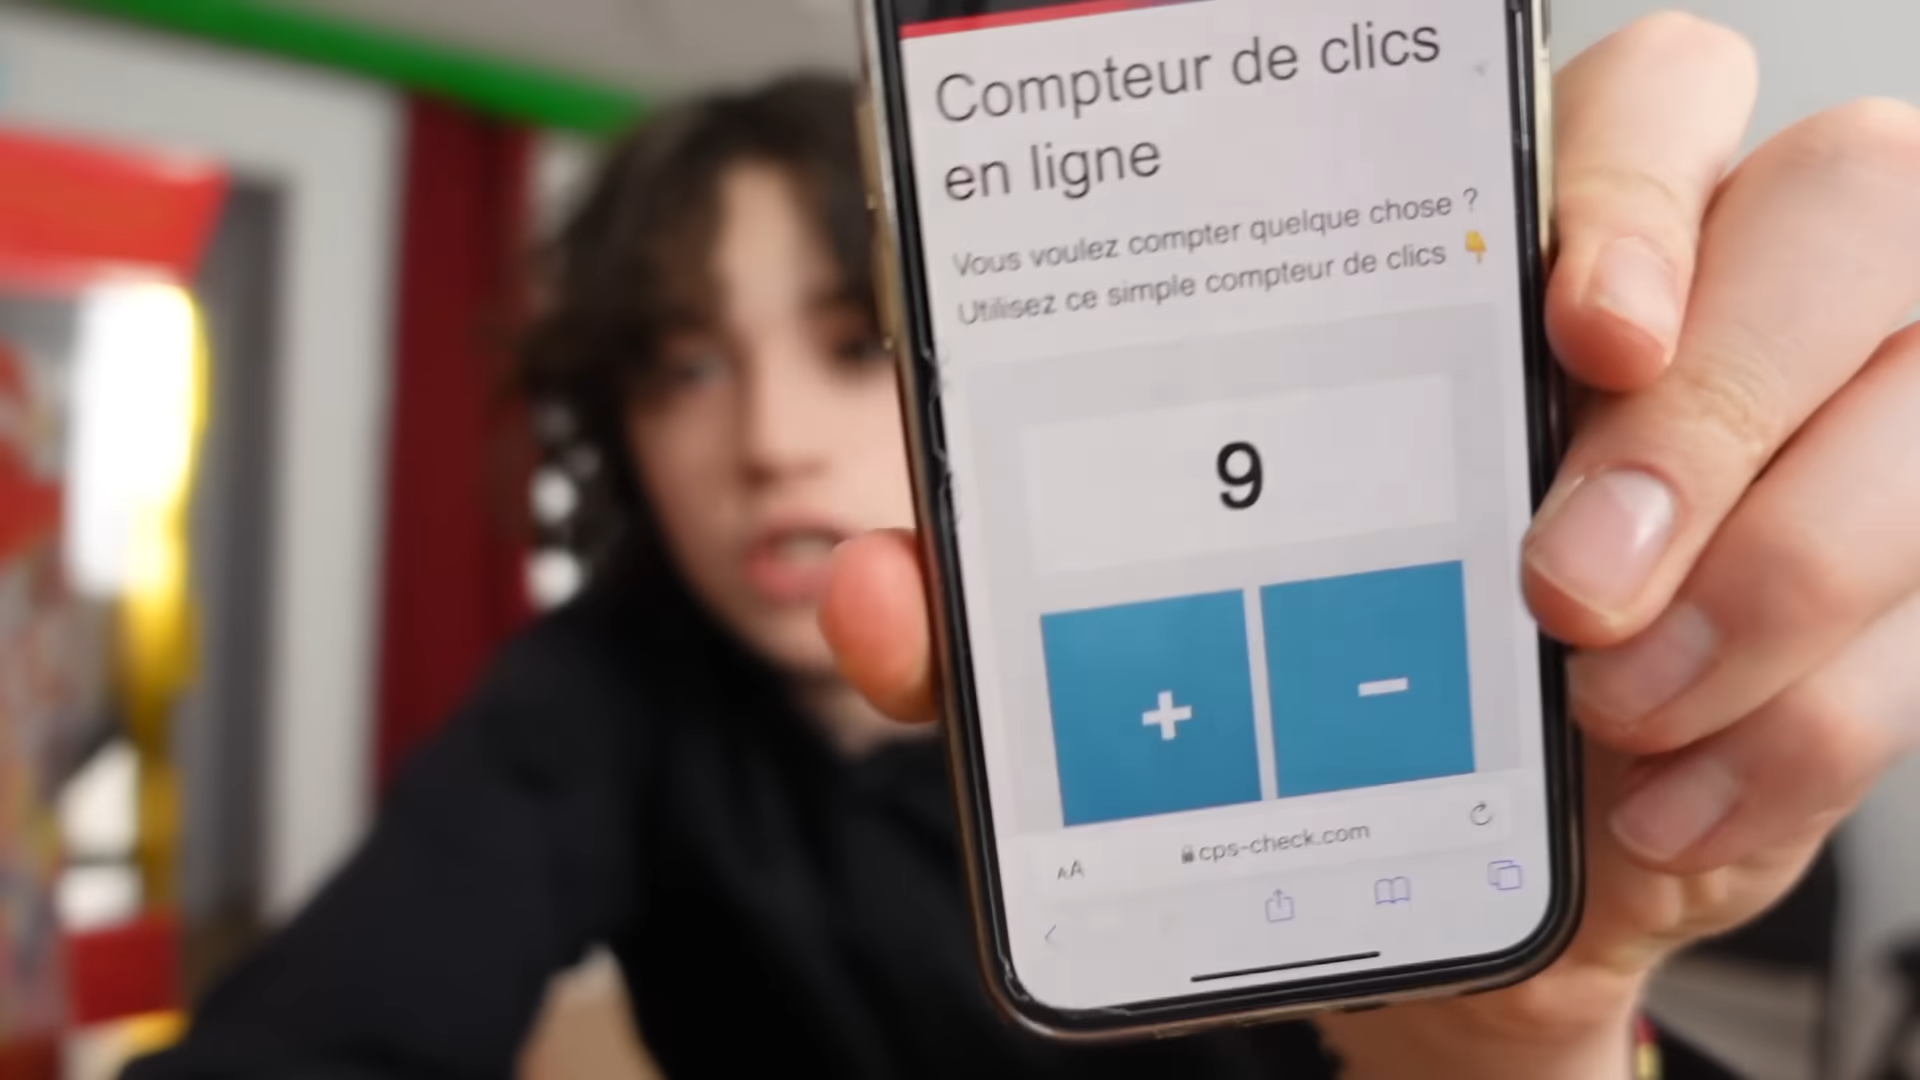 Compteur de clics
en ligne
Vous voulez compter quelque chose ?
Utilisez ce simple compteur de clics 👇
9
+ −
AA cps-check.com